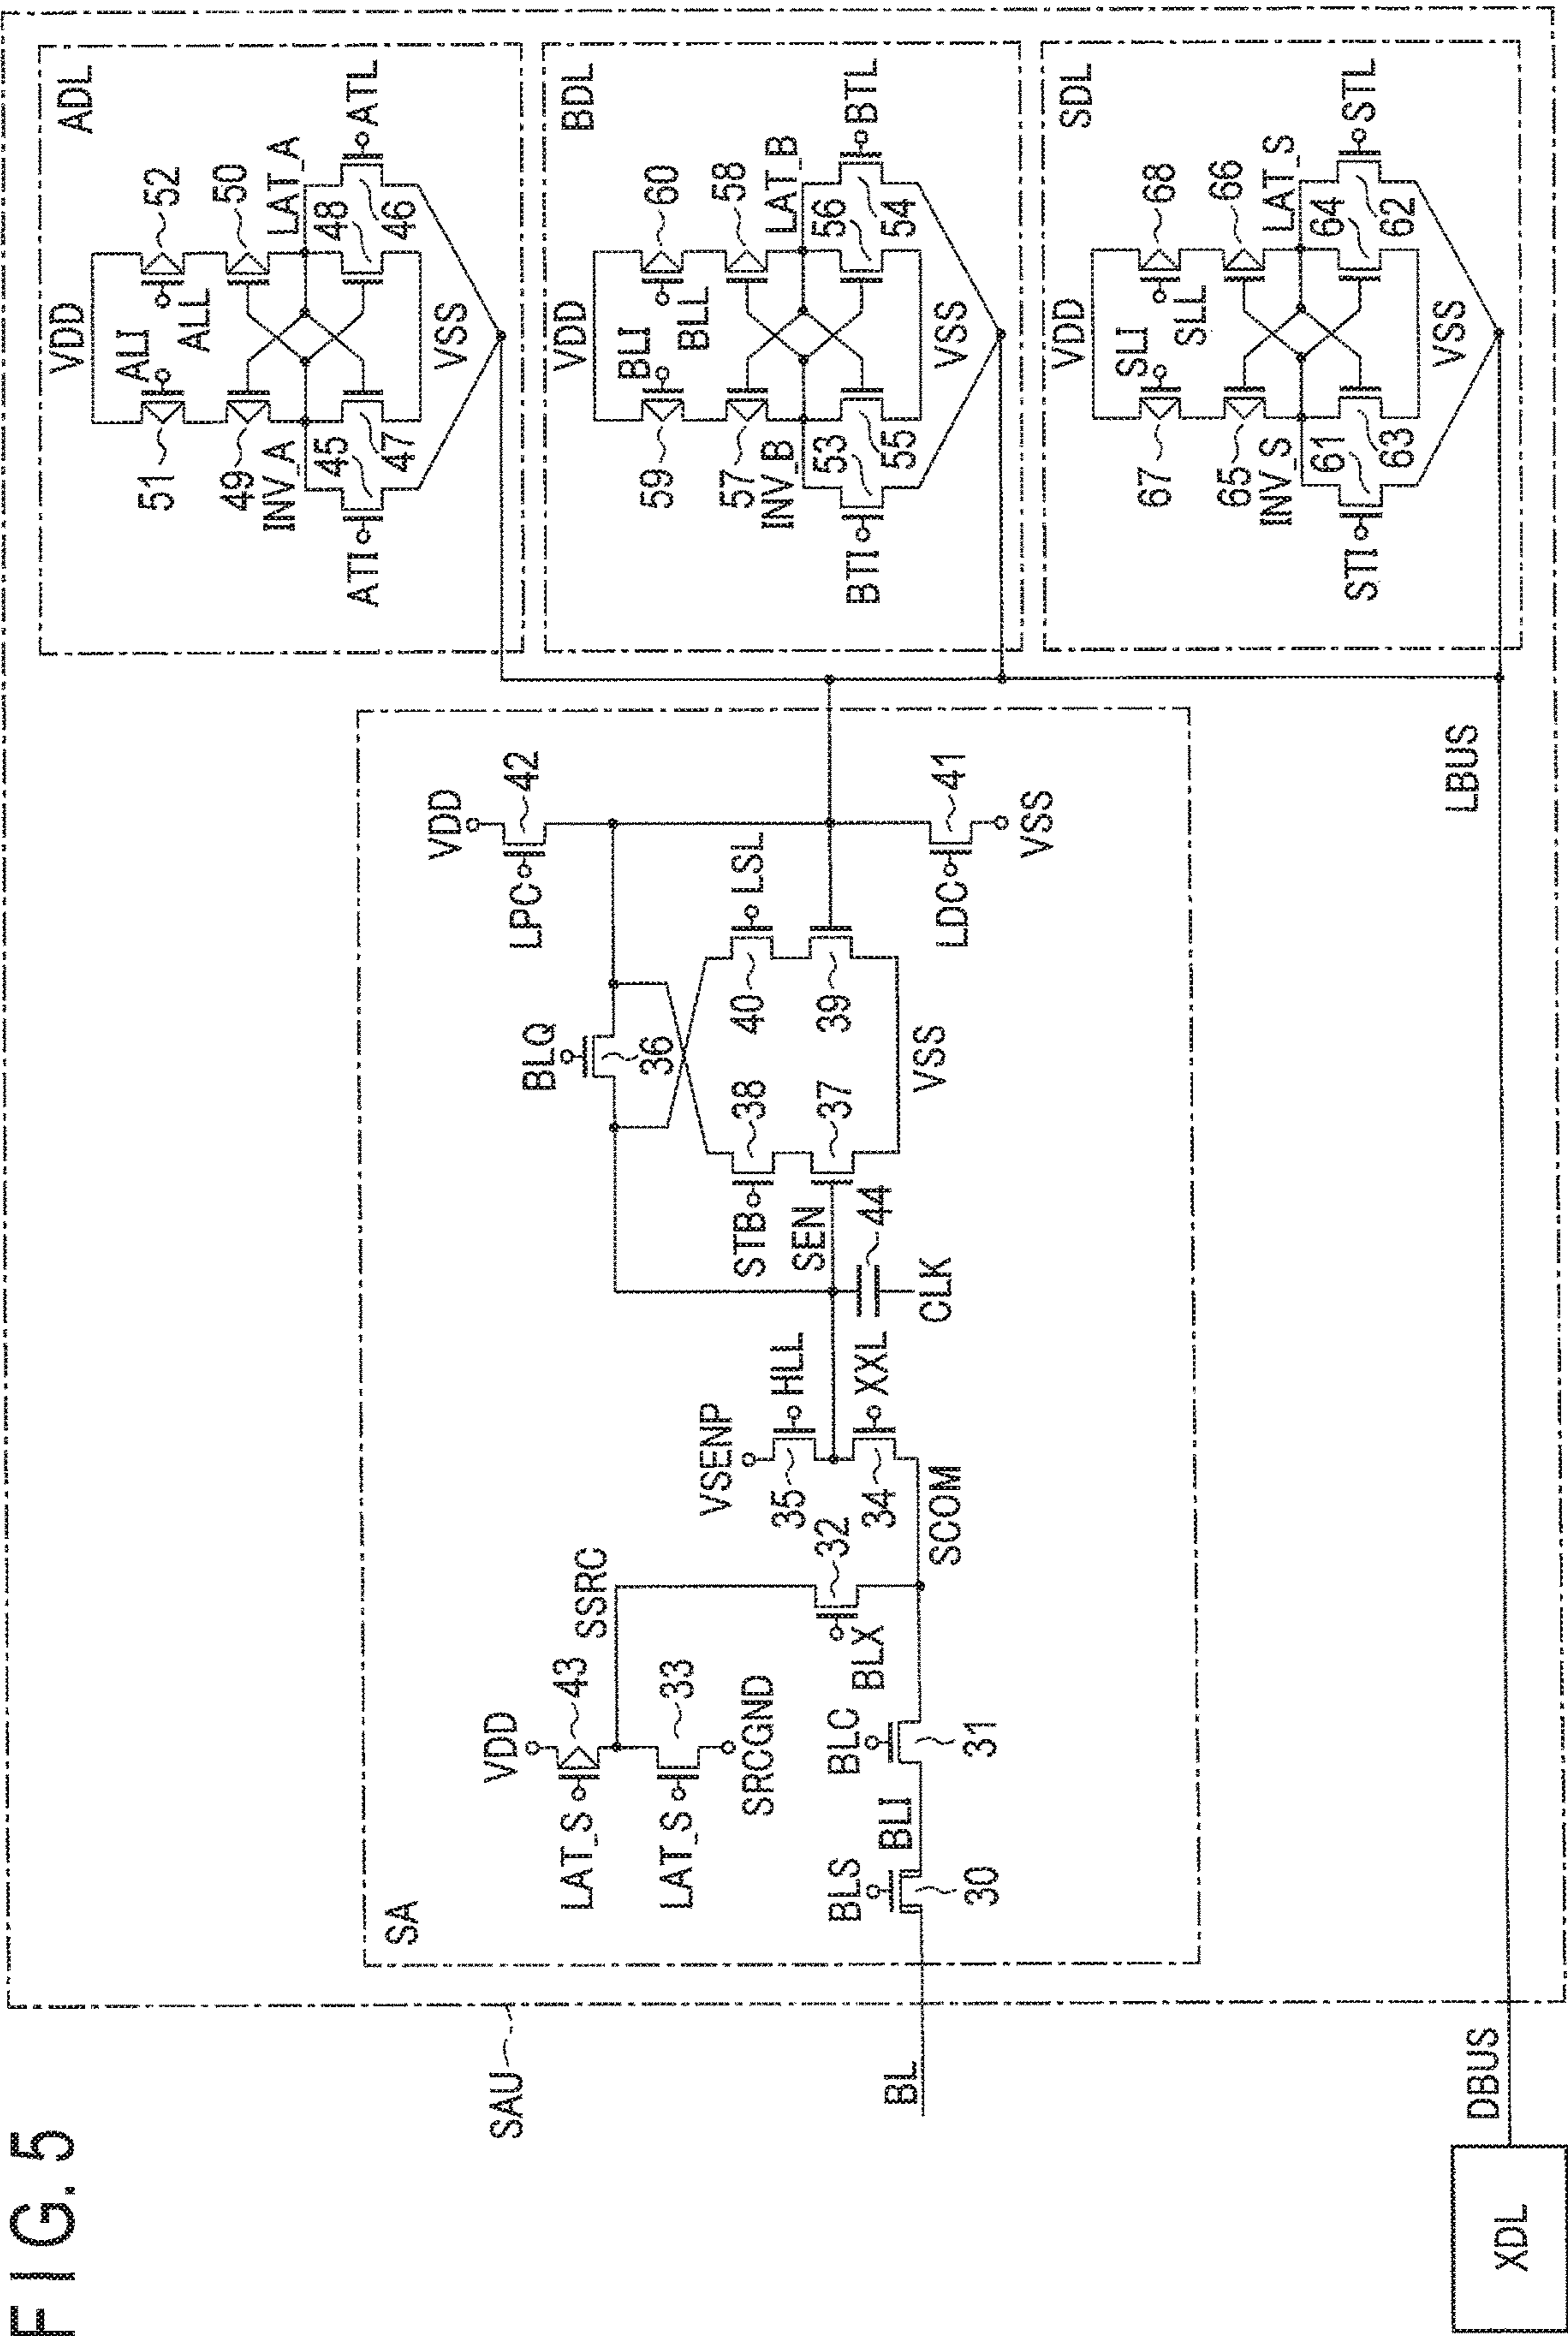 FIG. 5
SAU
BL
DBUS
XDL
SA
VDD
LAT_S
43
SSRC
LAT_S
33
SRCGND
BLS
30
BLI
BLC
31
BLX
32
SCOM
VSENP
35
HLL
34
XXL
CLK
44
SEN
STB
38
37
BLQ
36
VSS
40
LSL
39
VDD
LPC
42
LDC
41
VSS
LBUS
ADL
VDD
51
ALI
52
ALL
49
50
INV_A
LAT_A
ATI
45
47
48
46
ATL
VSS
BDL
VDD
59
BLI
60
BLL
57
58
INV_B
LAT_B
BTI
53
55
56
54
BTL
VSS
SDL
VDD
67
SLI
68
SLL
65
66
INV_S
LAT_S
STI
61
63
64
62
STL
VSS